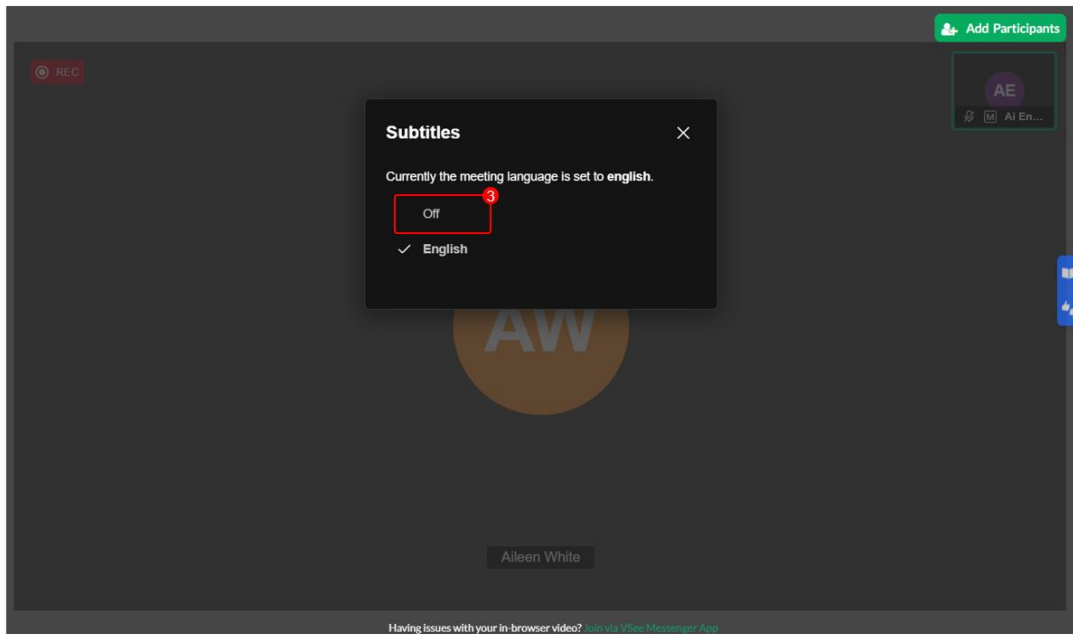 Add Participants
REC
AE
M Ai En...
Subtitles
Currently the meeting language is set to english.
3
Off
English
AW
Aileen White
Having issues with your in-browser video? Join via VSee Messenger App